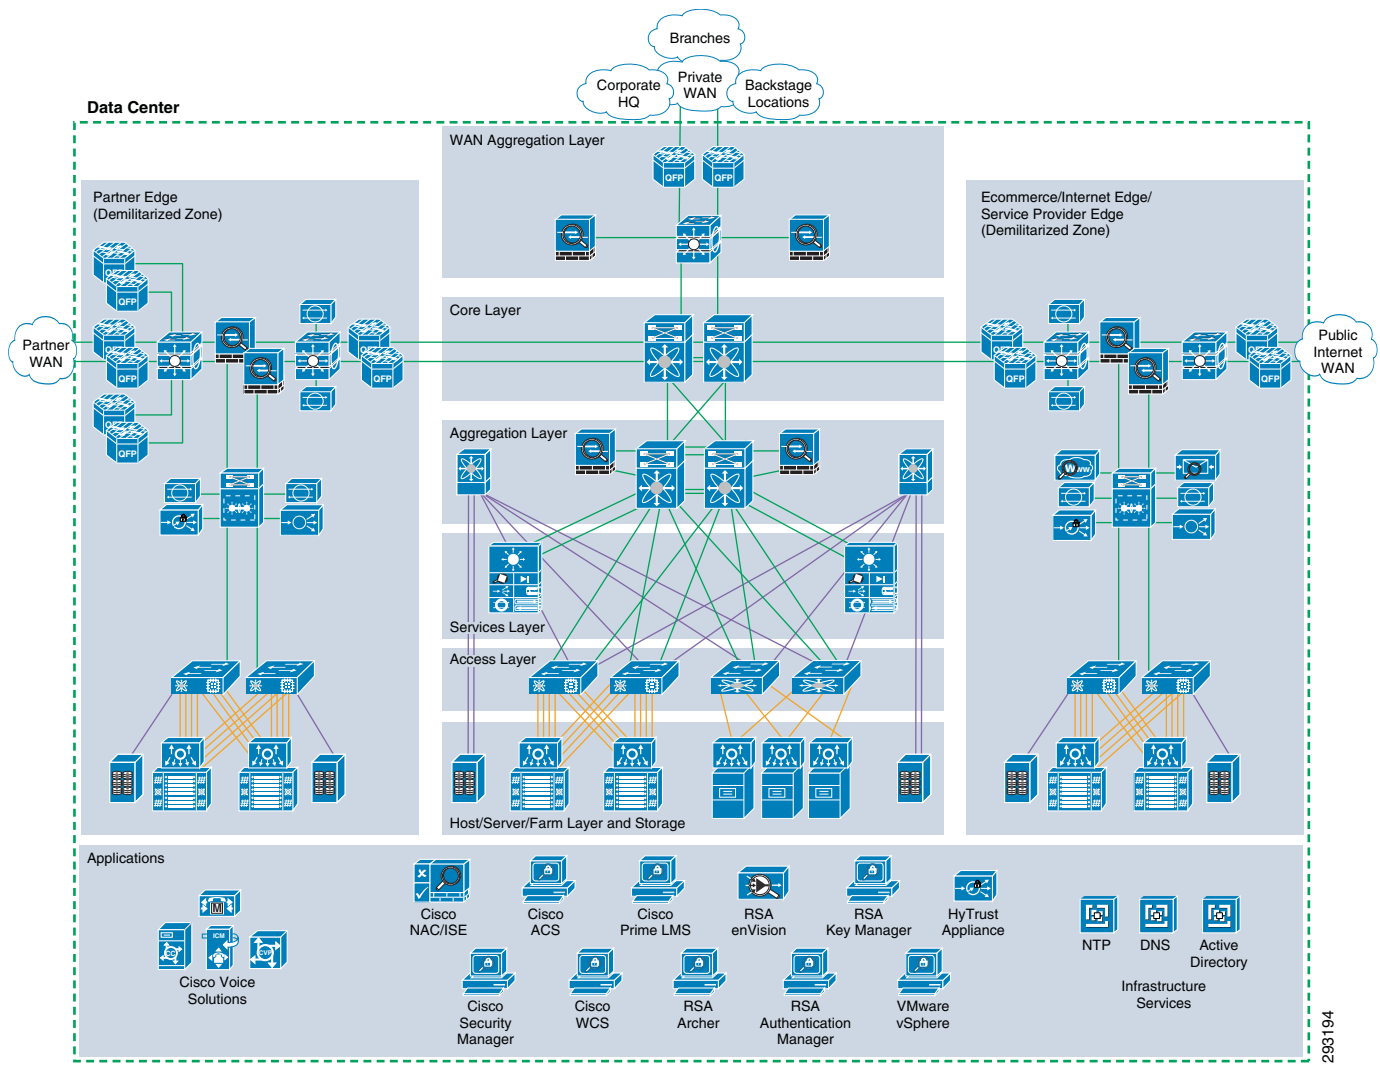 Branches
Corporate
HQ
Private
WAN
Backstage
Locations
Data Center
WAN Aggregation Layer
QFP
QFP
Partner Edge
(Demilitarized Zone)
Ecommerce/Internet Edge/
Service Provider Edge
(Demilitarized Zone)
QFP
QFP
QFP
QFP
Core Layer
Partner
WAN
QFP
QFP
QFP
Public
Internet
WAN
Aggregation Layer
Services Layer
Access Layer
Host/Server/Farm Layer and Storage
Applications
M
ICM
Cisco Voice
Solutions
Cisco
NAC/ISE
Cisco
ACS
Cisco
Prime LMS
RSA
enVision
RSA
Key Manager
HyTrust
Appliance
Cisco
Security
Manager
Cisco
WCS
RSA
Archer
RSA
Authentication
Manager
VMware
vSphere
NTP
DNS
Active
Directory
Infrastructure
Services
293194